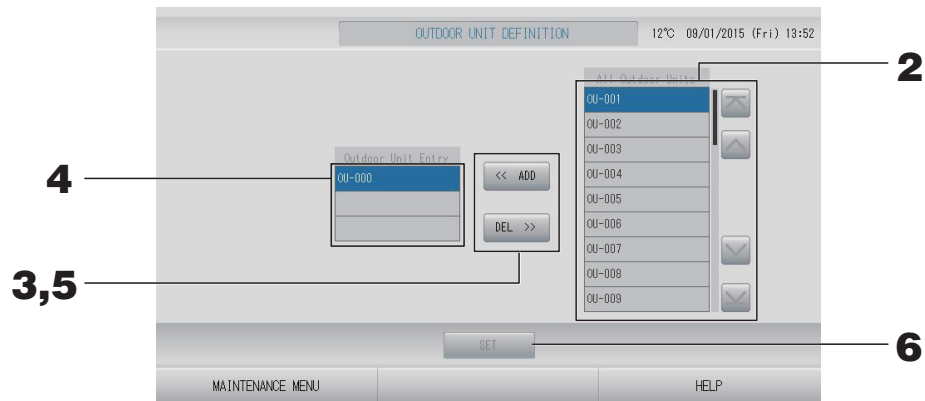 OUTDOOR UNIT DEFINITION
12°C 09/01/2015 (Fri) 13:52
2
All Outdoor Units
OU-001
OU-002
OU-003
OU-004
OU-005
OU-006
OU-007
OU-008
OU-009
Outdoor Unit Entry
OU-000
4
<< ADD
DEL >>
3,5
SET
6
MAINTENANCE MENU
HELP